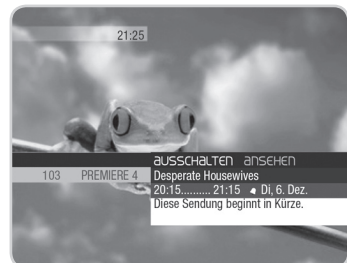 21:25
AUSSCHALTEN ANSEHEN
103 PREMIERE 4 Desperate Housewives
20:15.......... 21:15 Di, 6. Dez.
Diese Sendung beginnt in Kürze.